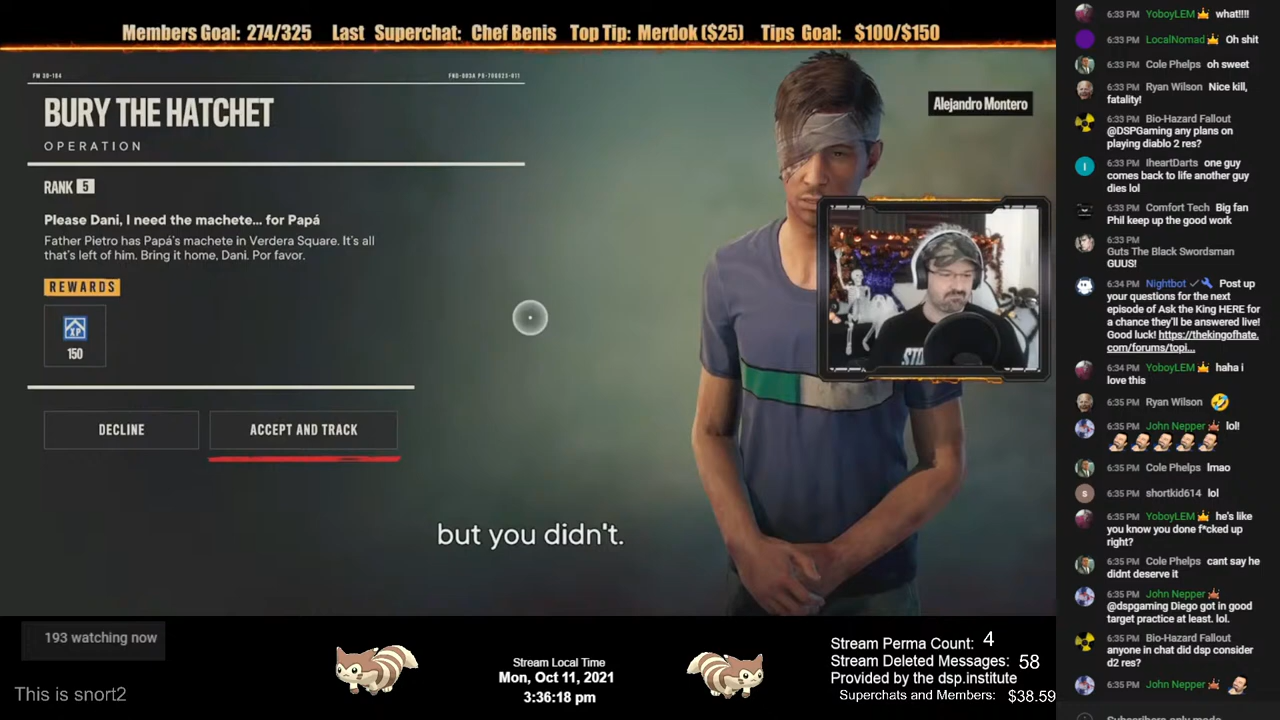 Members Goal: 274/325 Last Superchat: Chef Benis Top Tip: Merdok ($25) Tips Goal: $100/$150
BURY THE HATCHET
OPERATION
RANK 5
Please Dani, I need the machete... for Papá
Father Pietro has Papá's machete in Verdera Square. It's all
that's left of him. Bring it home, Dani. Por favor.
REWARDS
XP
150
DECLINE
ACCEPT AND TRACK
Alejandro Montero
but you didn't.
193 watching now
This is snort2
Stream Local Time
Mon, Oct 11, 2021
3:36:18 pm
Stream Perma Count: 4
Stream Deleted Messages: 58
Provided by the dsp.institute
Superchats and Members: $38.59
6:33 PM YoboyLEM what!!!!
6:33 PM LocalNomad Oh shit
6:33 PM Cole Phelps oh sweet
6:33 PM Ryan Wilson Nice kill,
fatality!
6:33 PM Bio-Hazard Fallout
@DSPGaming any plans on
playing diablo 2 res?
6:33 PM IheartDarts one guy
comes back to life another guy
dies lol
6:33 PM Comfort Tech Big fan
Phil keep up the good work
6:33 PM
Guts The Black Swordsman
GUUS!
6:34 PM Nightbot Post up
your questions for the next
episode of Ask the King HERE for
a chance they'll be answered live!
Good luck! https://thekingofhate.
com/forums/topi...
6:34 PM YoboyLEM haha i
love this
6:35 PM Ryan Wilson
6:35 PM John Nepper lol!
6:35 PM Cole Phelps lmao
6:35 PM shortkid614 lol
6:35 PM YoboyLEM he's like
you know you done f*cked up
right?
6:35 PM Cole Phelps cant say he
didnt deserve it
6:35 PM John Nepper
@dspgaming Diego got in good
target practice at least. lol.
6:35 PM Bio-Hazard Fallout
anyone in chat did dsp consider
d2 res?
6:35 PM John Nepper